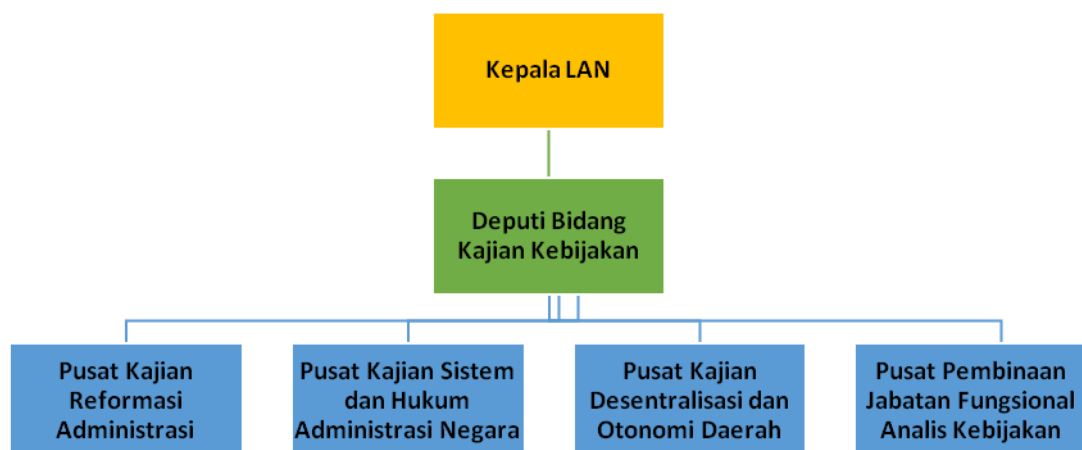 Kepala LAN
Deputi Bidang
Kajian Kebijakan
Pusat Kajian
Reformasi
Administrasi
Pusat Kajian Sistem
dan Hukum
Administrasi Negara
Pusat Kajian
Desentralisasi dan
Otonomi Daerah
Pusat Pembinaan
Jabatan Fungsional
Analis Kebijakan